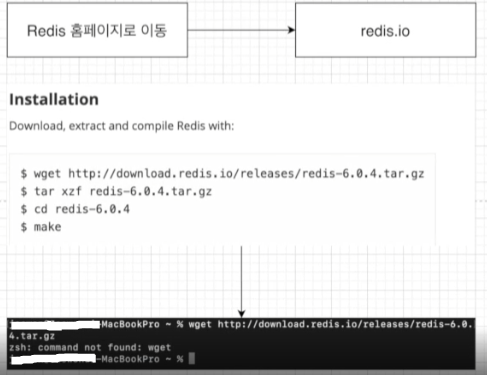 Redis 홈페이지로 이동
redis.io
Installation
Download, extract and compile Redis with:
$ wget http://download.redis.io/releases/redis-6.0.4.tar.gz
$ tar xzf redis-6.0.4.tar.gz
$ cd redis-6.0.4
$ make
-MacBookPro ~ % wget http://download.redis.io/releases/redis-6.0.
4.tar.gz
zsh: command not found: wget
-MacBookPro ~ %